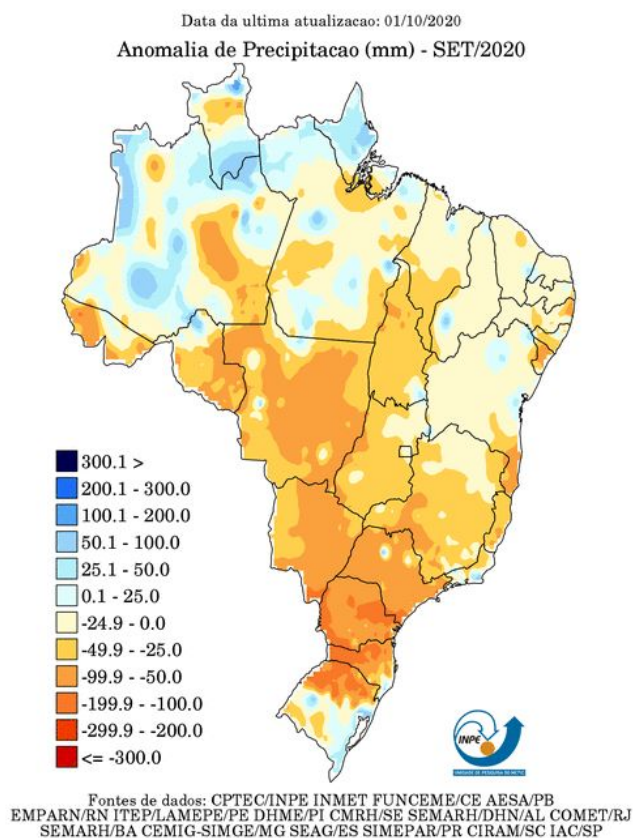 Data da ultima atualizacao: 01/10/2020
Anomalia de Precipitacao (mm) - SET/2020
300.1 >
200.1 - 300.0
100.1 - 200.0
50.1 - 100.0
25.1 - 50.0
0.1 - 25.0
-24.9 - 0.0
-49.9 - -25.0
-99.9 - -50.0
-199.9 - -100.0
-299.9 - -200.0
<= -300.0
INPE
Fontes de dados: CPTEC/INPE INMET FUNCEME/CE AESA/PB
EMPARN/RN ITEP/LAMEPE/PE DHME/PI CMRH/SE SEMARH/DHN/AL COMET/RJ
SEMARH/BA CEMIG-SIMGE/MG SEAG/ES SIMEPAR/PR CIRAM/SC IAC/SP